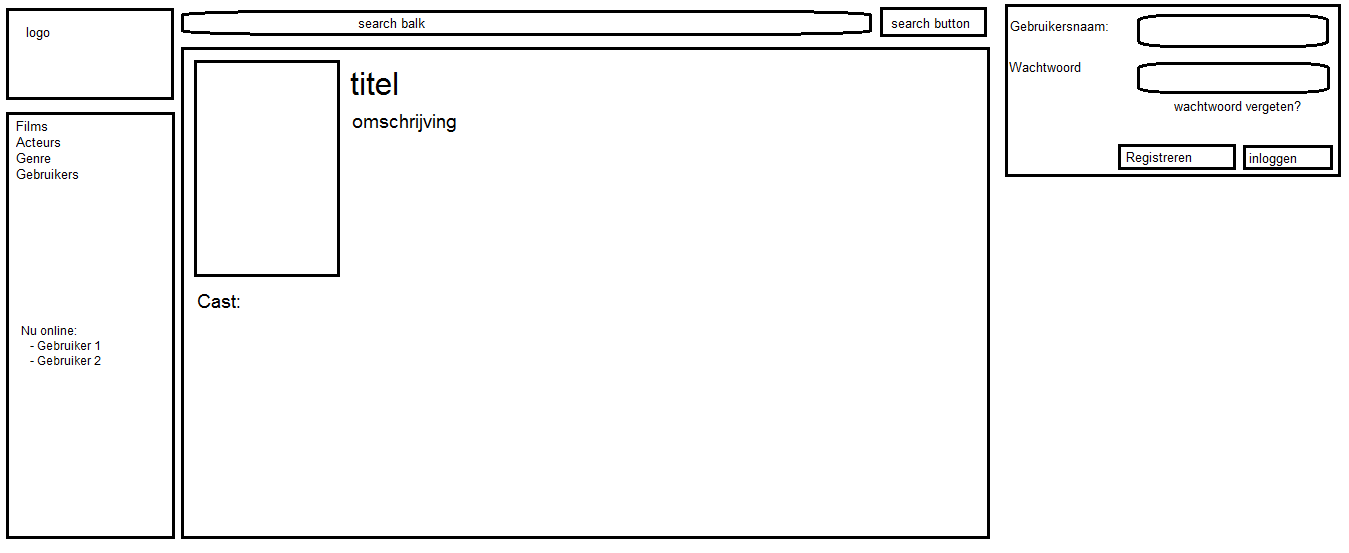 logo
search balk
search button
Films
Acteurs
Genre
Gebruikers
Nu online:
- Gebruiker 1
- Gebruiker 2
titel
omschrijving
Cast:
Gebruikersnaam:
Wachtwoord
wachtwoord vergeten?
Registreren
inloggen